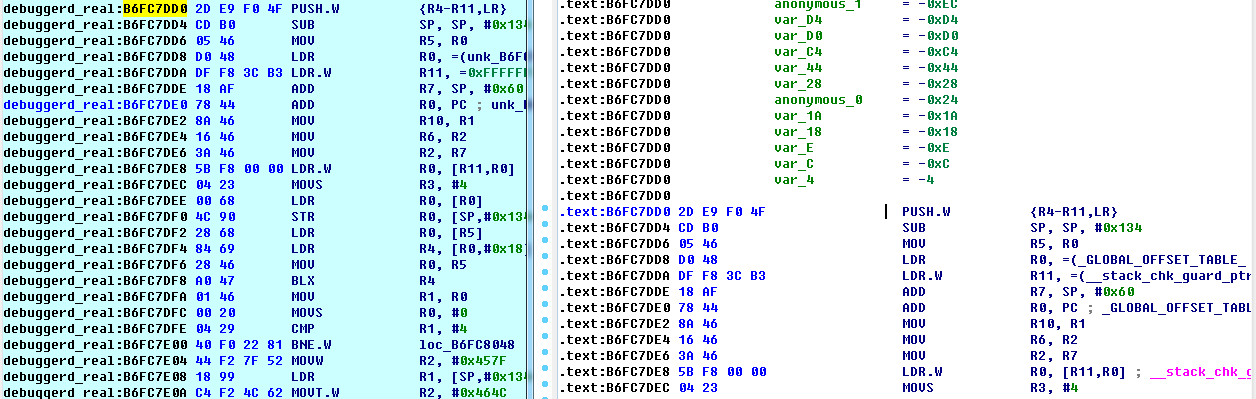 debuggerd_real:B6FC7DD0 2D E9 F0 4F PUSH.W {R4-R11,LR}
debuggerd_real:B6FC7DD4 CD B0 SUB SP, SP, #0x134
debuggerd_real:B6FC7DD6 05 46 MOV R5, R0
debuggerd_real:B6FC7DD8 D0 48 LDR R0, =(unk_B6F
debuggerd_real:B6FC7DDA DF F8 3C B3 LDR.W R11, =0xFFFFF
debuggerd_real:B6FC7DDE 18 AF ADD R7, SP, #0x60
debuggerd_real:B6FC7DE0 78 44 ADD R0, PC ; unk_
debuggerd_real:B6FC7DE2 8A 46 MOV R10, R1
debuggerd_real:B6FC7DE4 16 46 MOV R6, R2
debuggerd_real:B6FC7DE6 3A 46 MOV R2, R7
debuggerd_real:B6FC7DE8 5B F8 00 00 LDR.W R0, [R11,R0]
debuggerd_real:B6FC7DEC 04 23 MOVS R3, #4
debuggerd_real:B6FC7DEE 00 68 LDR R0, [R0]
debuggerd_real:B6FC7DF0 4C 90 STR R0, [SP,#0x134
debuggerd_real:B6FC7DF2 28 68 LDR R0, [R5]
debuggerd_real:B6FC7DF4 84 69 LDR R4, [R0,#0x18]
debuggerd_real:B6FC7DF6 28 46 MOV R0, R5
debuggerd_real:B6FC7DF8 A0 47 BLX R4
debuggerd_real:B6FC7DFA 01 46 MOV R1, R0
debuggerd_real:B6FC7DFC 00 20 MOVS R0, #0
debuggerd_real:B6FC7DFE 04 29 CMP R1, #4
debuggerd_real:B6FC7E00 40 F0 22 81 BNE.W loc_B6FC8048
debuggerd_real:B6FC7E04 44 F2 7F 52 MOVW R2, #0x457F
debuggerd_real:B6FC7E08 18 99 LDR R1, [SP,#0x134
debuggerd_real:B6FC7E0A C4 F2 4C 62 MOVT.W R2, #0x464C
.text:B6FC7DD0 anonymous_1 = -0xEC
.text:B6FC7DD0 var_D4 = -0xD4
.text:B6FC7DD0 var_D0 = -0xD0
.text:B6FC7DD0 var_C4 = -0xC4
.text:B6FC7DD0 var_44 = -0x44
.text:B6FC7DD0 var_28 = -0x28
.text:B6FC7DD0 anonymous_0 = -0x24
.text:B6FC7DD0 var_1A = -0x1A
.text:B6FC7DD0 var_18 = -0x18
.text:B6FC7DD0 var_E = -0xE
.text:B6FC7DD0 var_C = -0xC
.text:B6FC7DD0 var_4 = -4
.text:B6FC7DD0
.text:B6FC7DD0 2D E9 F0 4F PUSH.W {R4-R11,LR}
.text:B6FC7DD4 CD B0 SUB SP, SP, #0x134
.text:B6FC7DD6 05 46 MOV R5, R0
.text:B6FC7DD8 D0 48 LDR R0, =(_GLOBAL_OFFSET_TABLE_
.text:B6FC7DDA DF F8 3C B3 LDR.W R11, =(__stack_chk_guard_ptr
.text:B6FC7DDE 18 AF ADD R7, SP, #0x60
.text:B6FC7DE0 78 44 ADD R0, PC ; _GLOBAL_OFFSET_TABL
.text:B6FC7DE2 8A 46 MOV R10, R1
.text:B6FC7DE4 16 46 MOV R6, R2
.text:B6FC7DE6 3A 46 MOV R2, R7
.text:B6FC7DE8 5B F8 00 00 LDR.W R0, [R11,R0] ; __stack_chk_g
.text:B6FC7DEC 04 23 MOVS R3, #4